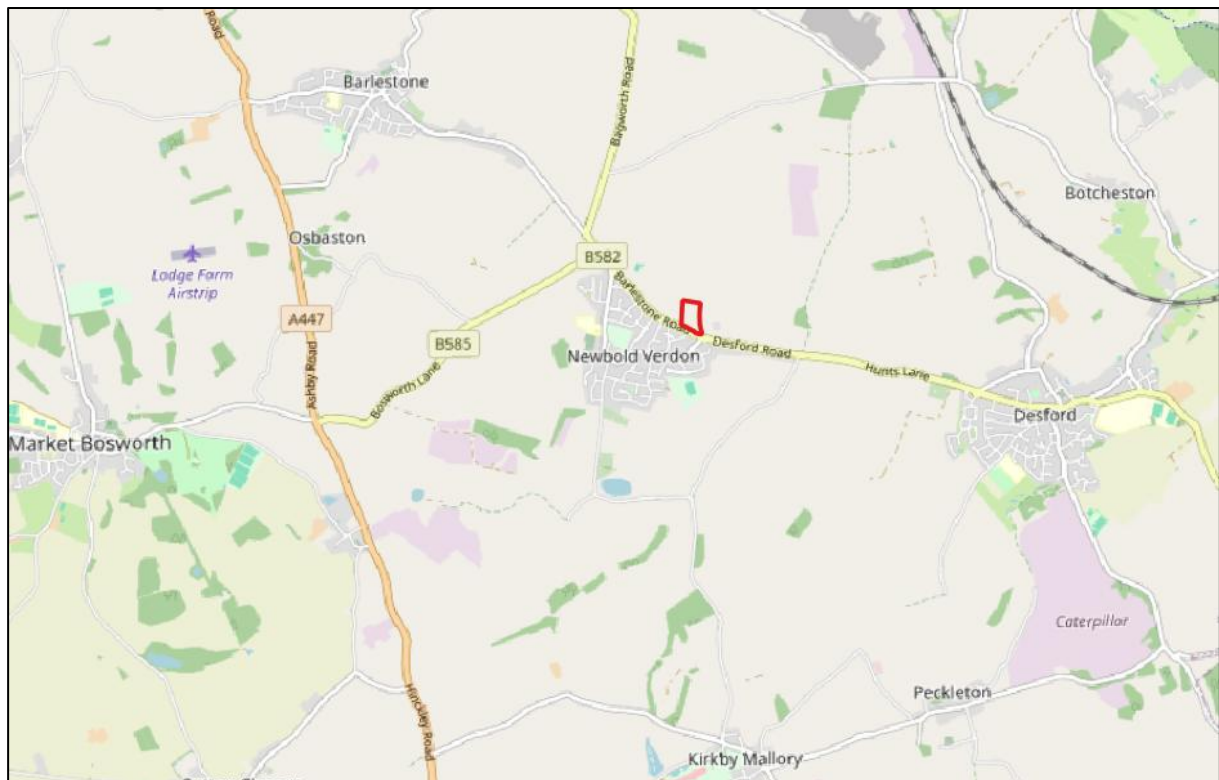 Road
Barlestone
Bagworth Road
Botcheston
Osbaston
B582
Lodge Farm
Airstrip
A447
Barlestone Road
B585
Desford Road
Newbold Verdon
Ashby Road
Bosworth Lane
Hunts Lane
Desford
Market Bosworth
Caterpillar
Hinckley Road
Peckleton
Kirkby Mallory